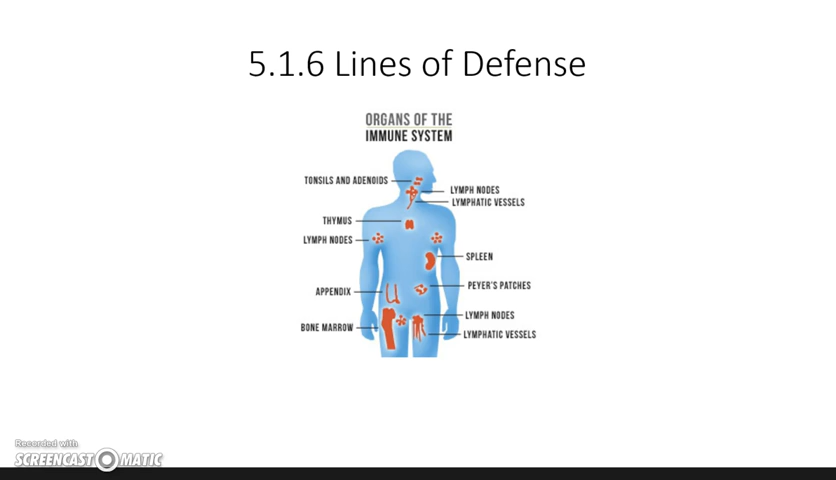 5.1.6 Lines of Defense
ORGANS OF THE
IMMUNE SYSTEM
TONSILS AND ADENOIDS
LYMPH NODES
LYMPHATIC VESSELS
THYMUS
LYMPH NODES
SPLEEN
APPENDIX
PEYER'S PATCHES
LYMPH NODES
BONE MARROW
LYMPHATIC VESSELS
Recorded with
SCREENCAST MATIC